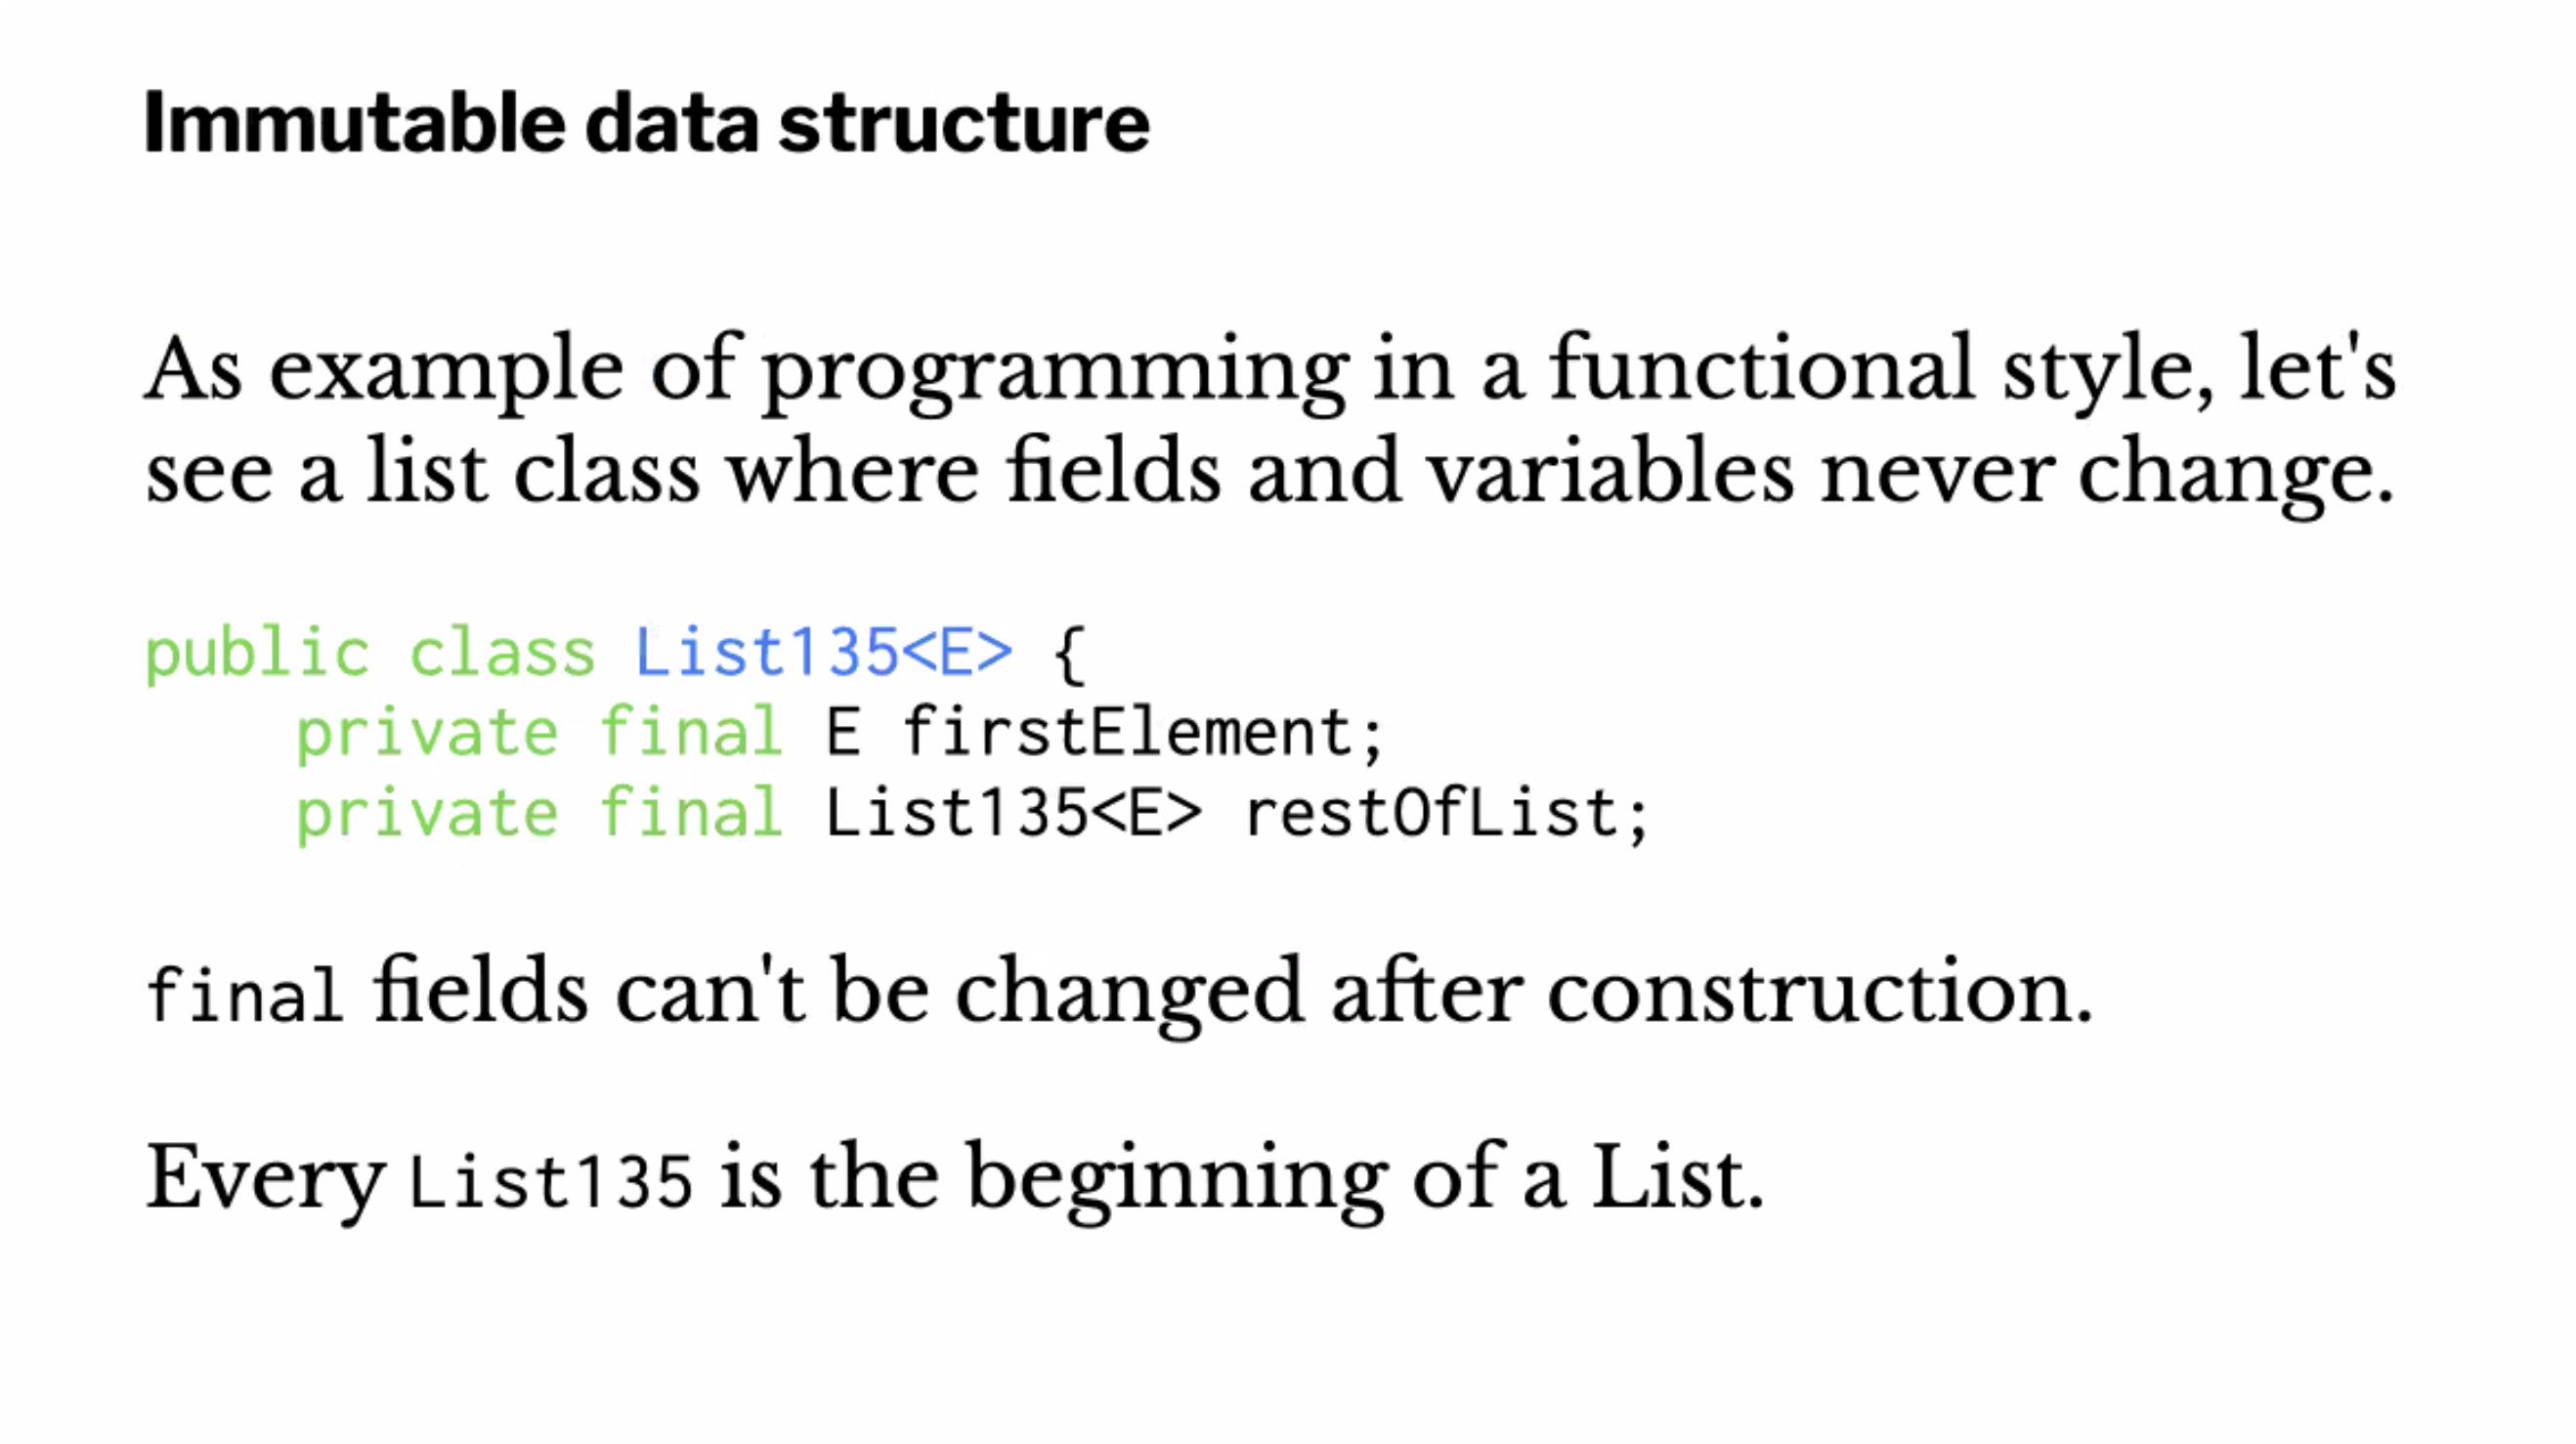 Immutable data structure
As example of programming in a functional style, let's
see a list class where fields and variables never change.
public class List135<E> {
    private final E firstElement;
    private final List135<E> restOfList;
final fields can't be changed after construction.
Every List135 is the beginning of a List.